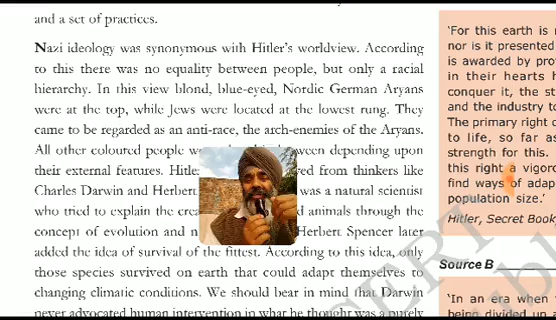 and a set of practices.
Nazi ideology was synonymous with Hitler's worldview. According
to this there was no equality between people, but only a racial
hierarchy. In this view blond, blue-eyed, Nordic German Aryans
were at the top, while Jews were located at the lowest rung. They
came to be regarded as an anti-race, the arch-enemies of the Aryans.
All other coloured people depending upon
their external features. from thinkers like
Charles Darwin and Herbert was a natural scientist
who tried to explain the animals through the
concept of evolution and Herbert Spencer later
added the idea of survival of the fittest. According to this idea, only
those species survived on earth that could adapt themselves to
changing climatic conditions. We should bear in mind that Darwin
never advocated human intervention in what he thought was a purely
'For this earth is
nor is it presented
is awarded by
in their hearts
conquer it, the
and the industry to
The primary right
to life, so far as
strength for this.
this right a
find ways of
population size.'
Hitler, Secret Book,
Source B
'In an era when
being divided up